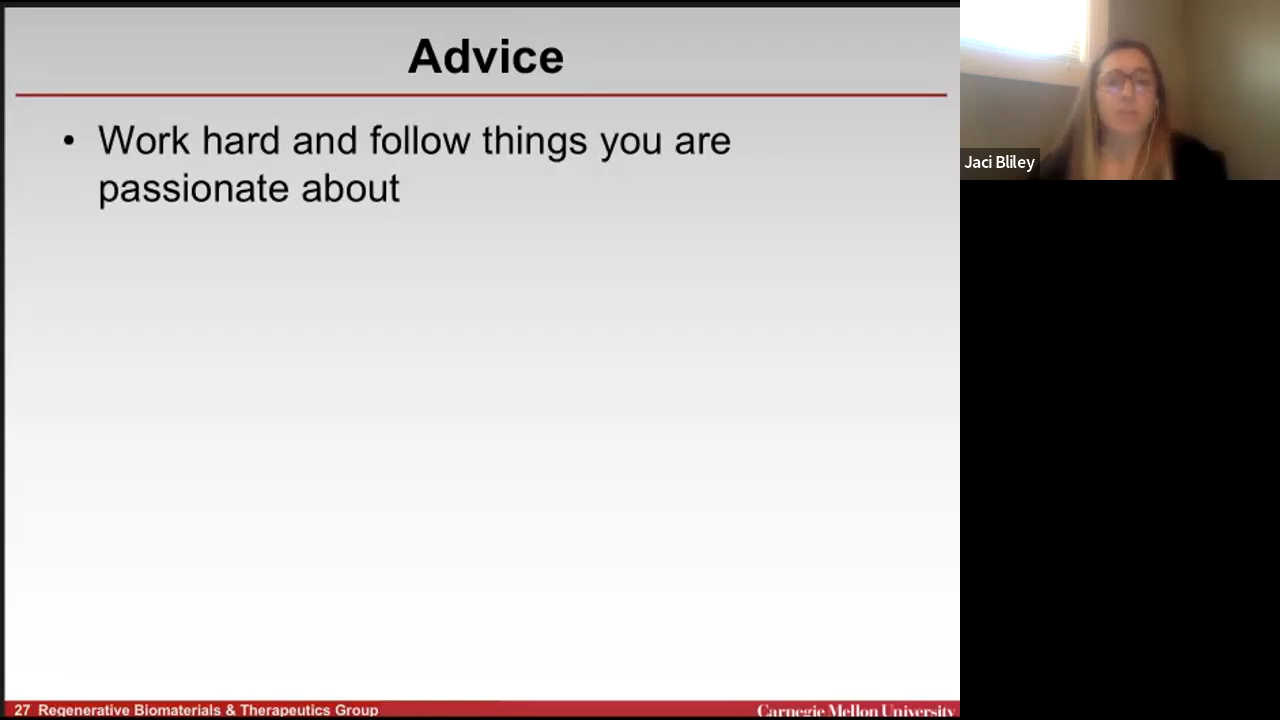 Advice
• Work hard and follow things you are
passionate about
Jaci Bliley
27 Regenerative Biomaterials & Therapeutics Group
Carnegie Mellon University